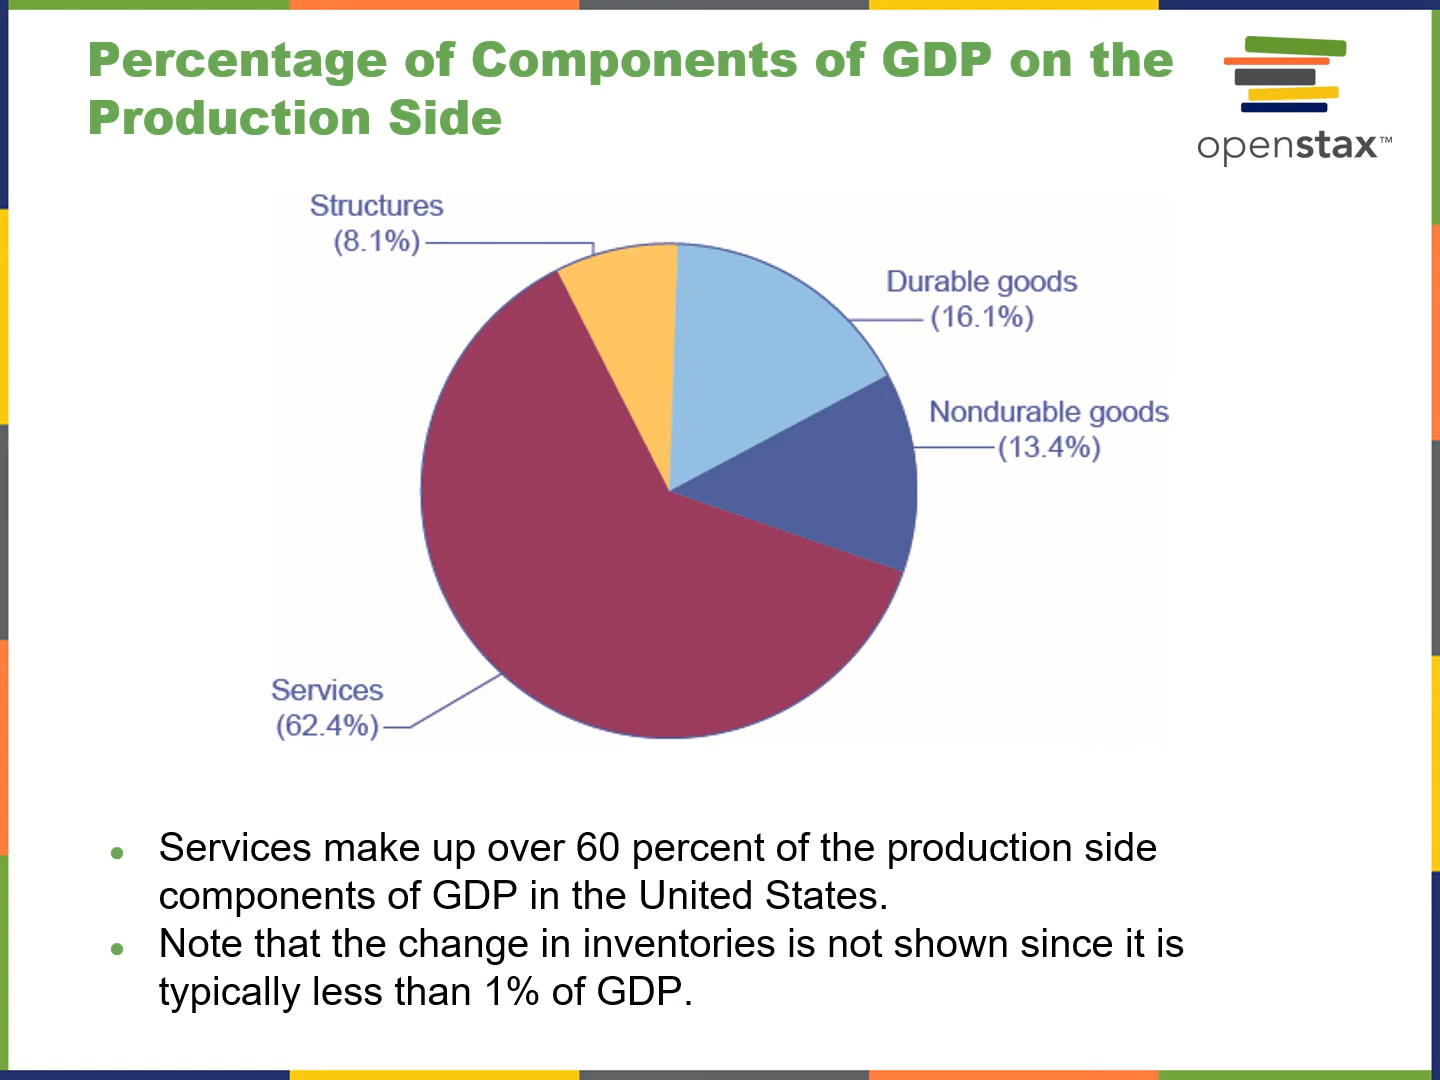 Percentage of Components of GDP on the
Production Side
openstax™
Structures
(8.1%)
Durable goods
(16.1%)
Nondurable goods
(13.4%)
Services
(62.4%)
• Services make up over 60 percent of the production side
components of GDP in the United States.
• Note that the change in inventories is not shown since it is
typically less than 1% of GDP.